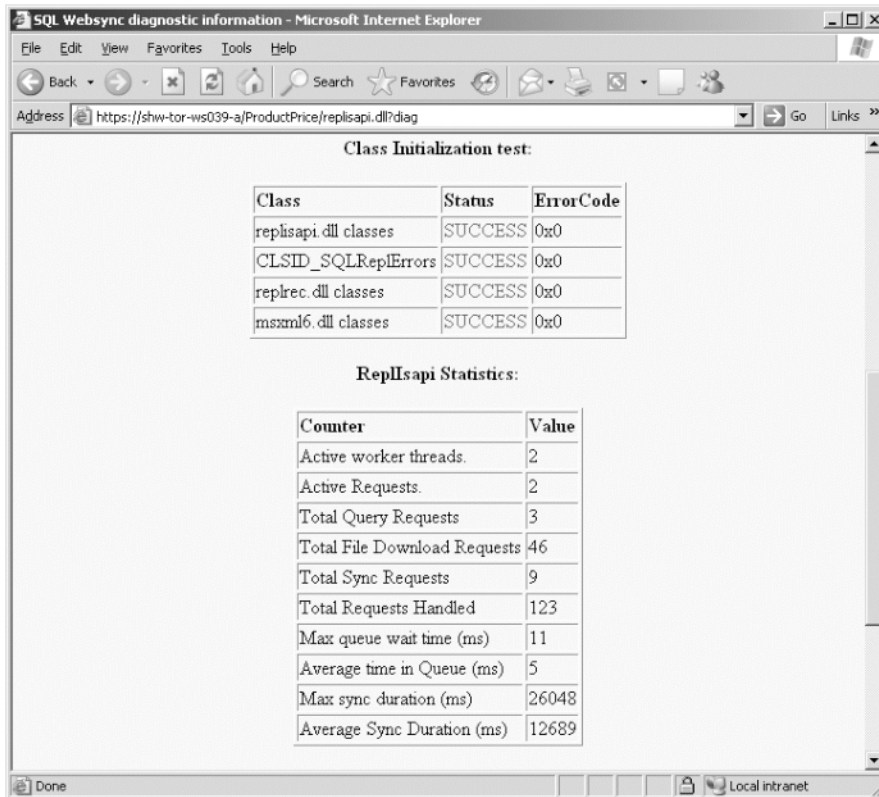 SQL Websync diagnostic information - Microsoft Internet Explorer
File Edit View Favorites Tools Help
Back Search Favorites
Address https://shw-tor-ws039-a/ProductPrice/replisapi.dll?diag Go Links »
Class Initialization test:
Class Status ErrorCode
replisapi.dll classes SUCCESS 0x0
CLSID_SQLReplErrors SUCCESS 0x0
replrec.dll classes SUCCESS 0x0
msxml6.dll classes SUCCESS 0x0
ReplIsapi Statistics:
Counter Value
Active worker threads. 2
Active Requests. 2
Total Query Requests 3
Total File Download Requests 46
Total Sync Requests 9
Total Requests Handled 123
Max queue wait time (ms) 11
Average time in Queue (ms) 5
Max sync duration (ms) 26048
Average Sync Duration (ms) 12689
Done Local intranet